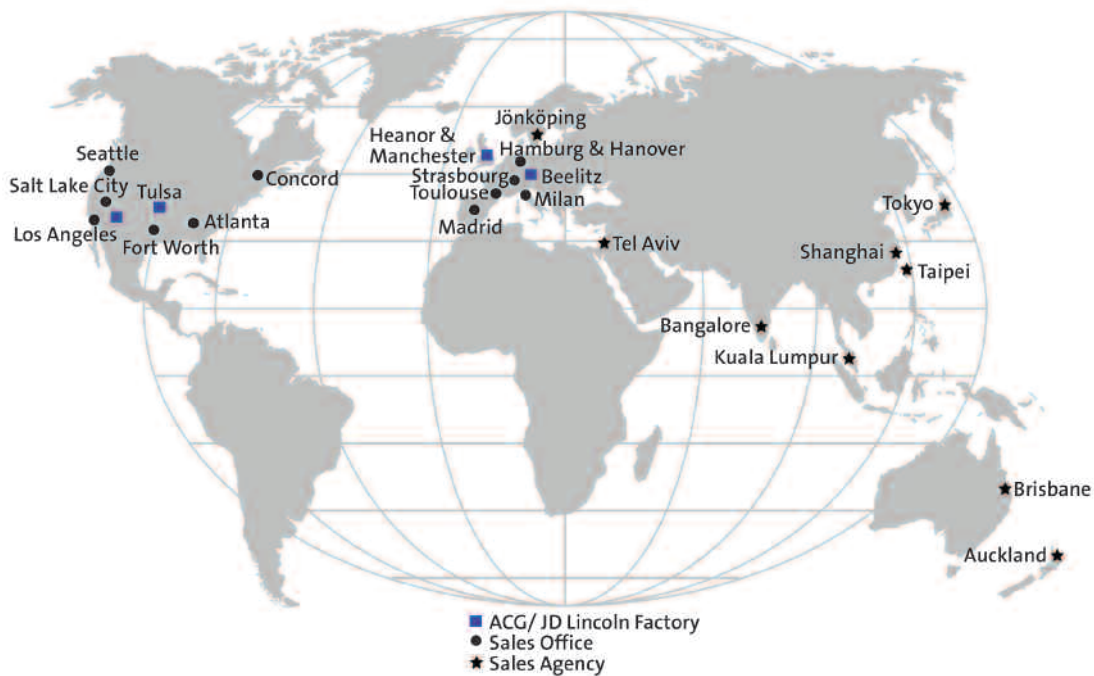 Jönköping
Heanor &
Manchester
Hamburg & Hanover
Seattle
Strasbourg
Beelitz
Concord
Salt Lake City
Tulsa
Toulouse
Milan
Tokyo
Los Angeles
Atlanta
Madrid
Fort Worth
Tel Aviv
Shanghai
Taipei
Bangalore
Kuala Lumpur
Brisbane
Auckland
ACG/ JD Lincoln Factory
Sales Office
Sales Agency